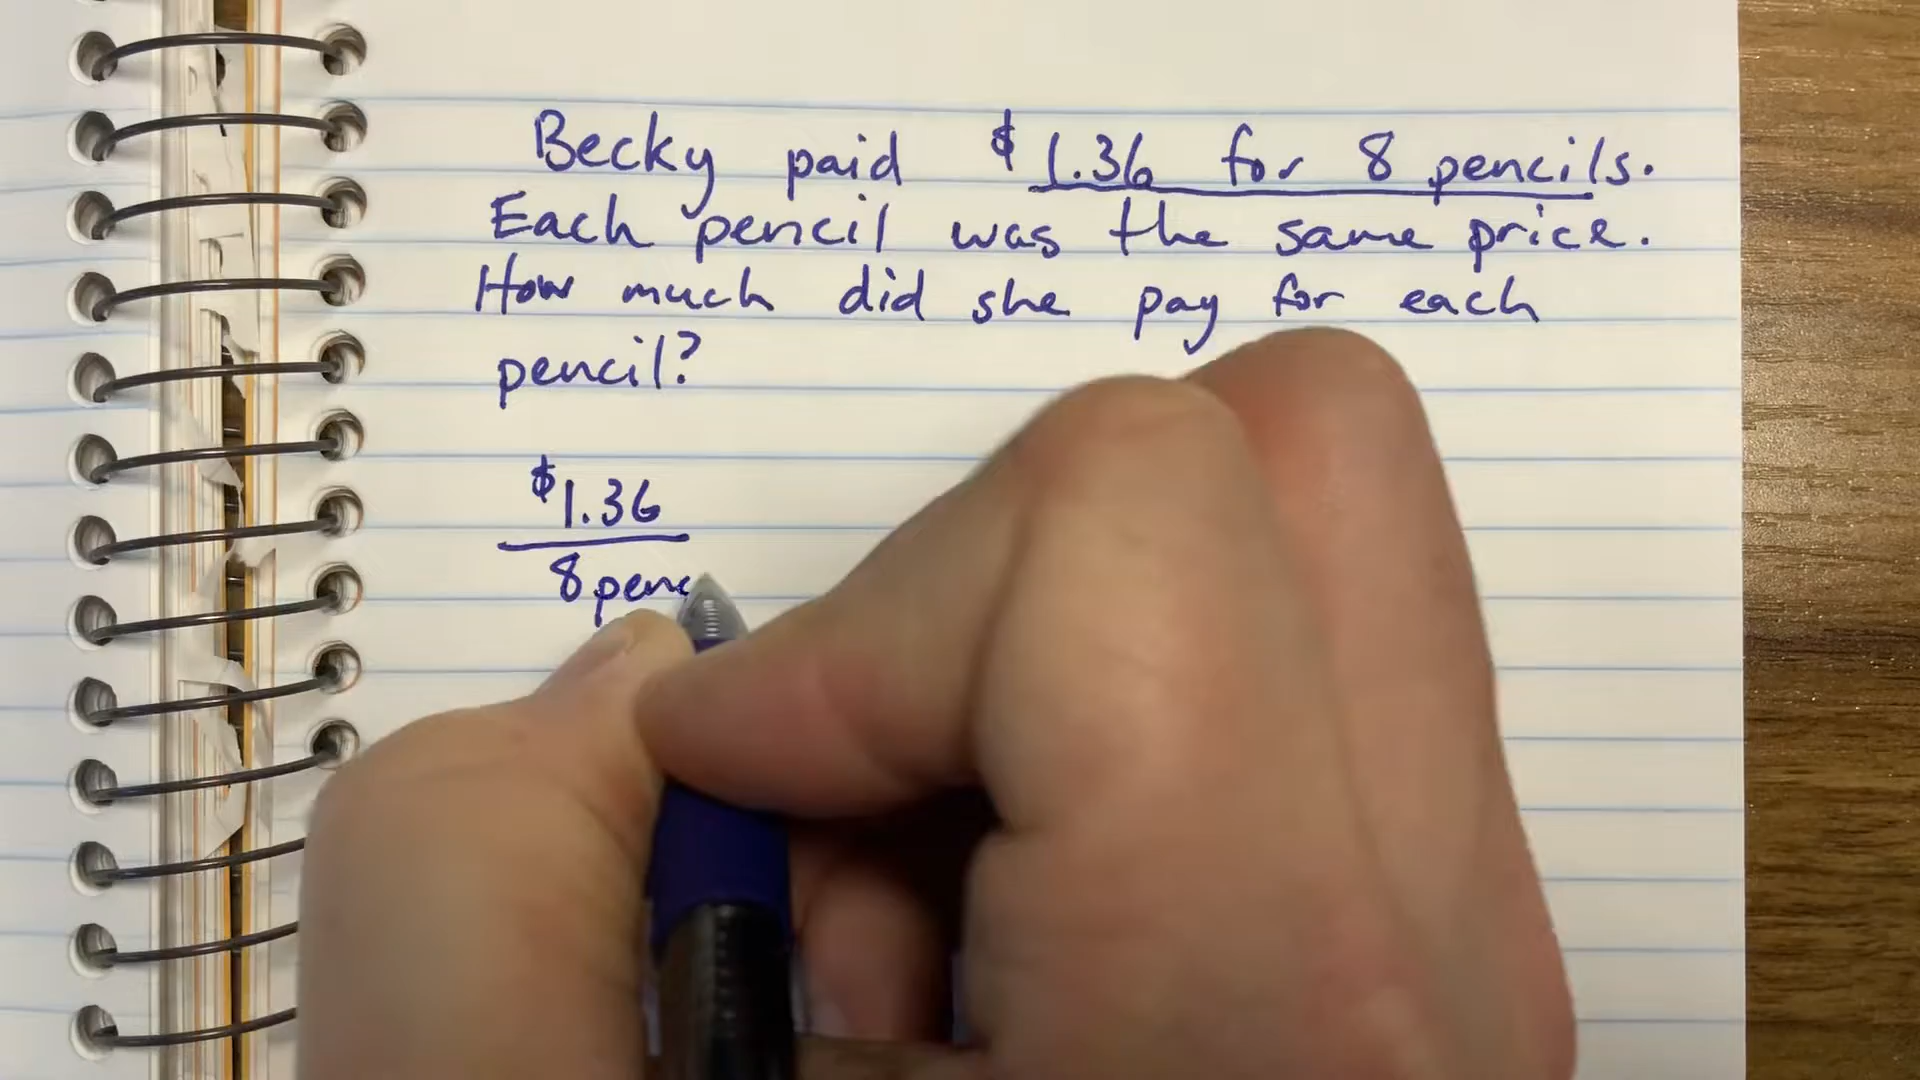 Becky paid $1.36 for 8 pencils.
Each pencil was the same price.
How much did she pay for each
pencil?
$1.36
8 penc